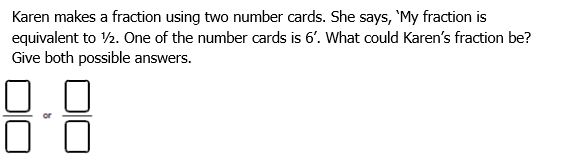 Karen makes a fraction using two number cards. She says, ‘My fraction is
equivalent to ½. One of the number cards is 6’. What could Karen’s fraction be?
Give both possible answers.
or